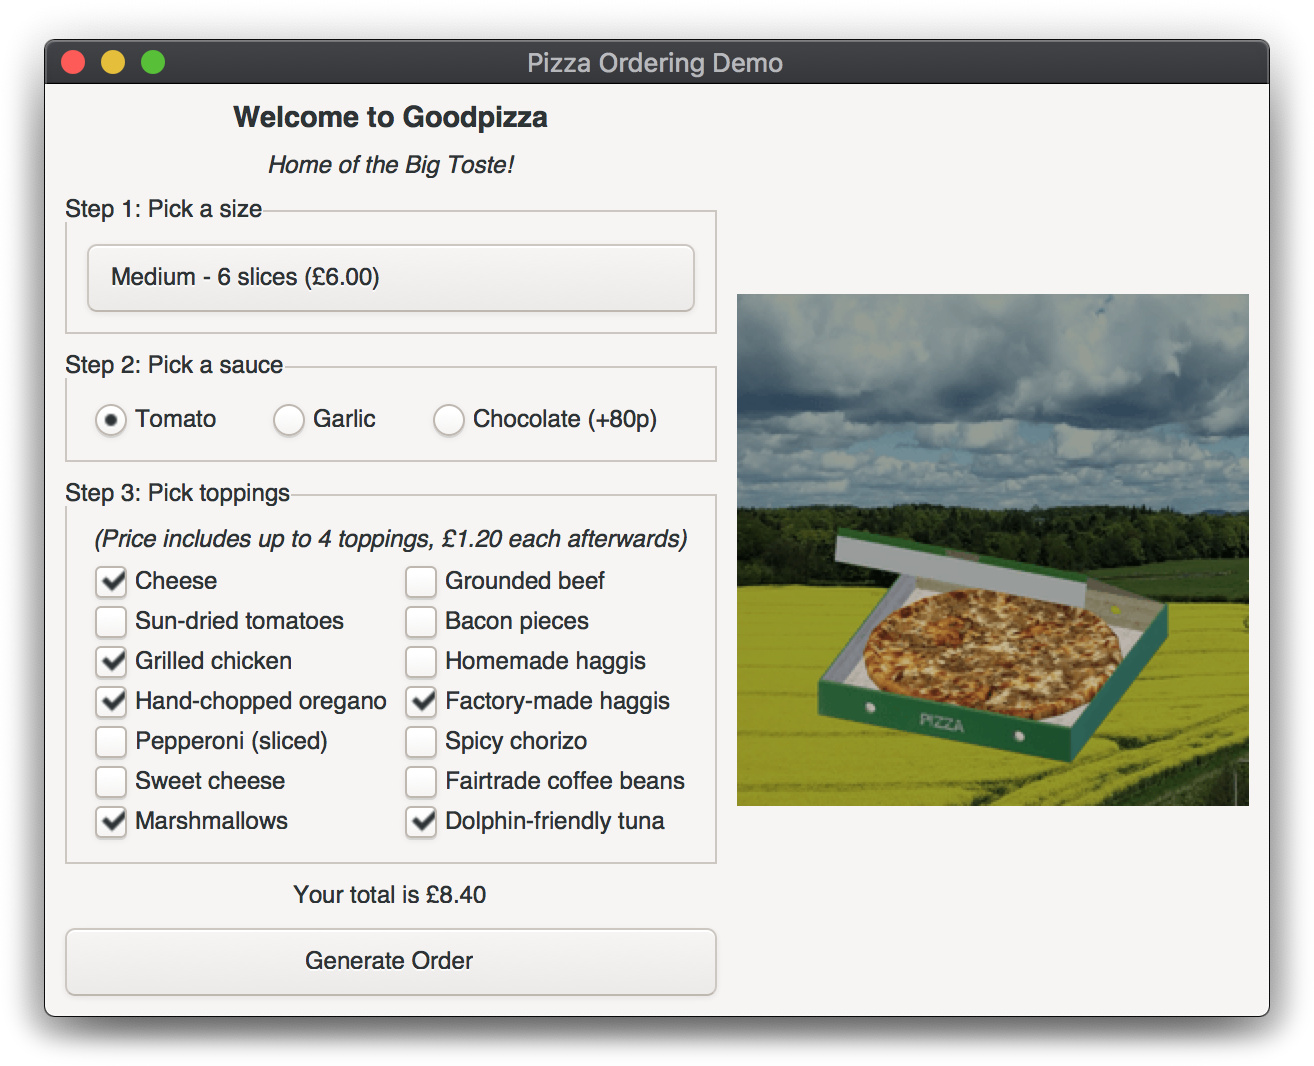 Pizza Ordering Demo
Welcome to Goodpizza
Home of the Big Toste!
Step 1: Pick a size
Medium - 6 slices (£6.00)
Step 2: Pick a sauce
Tomato
Garlic
Chocolate (+80p)
Step 3: Pick toppings
(Price includes up to 4 toppings, £1.20 each afterwards)
Cheese
Sun-dried tomatoes
Grilled chicken
Hand-chopped oregano
Pepperoni (sliced)
Sweet cheese
Marshmallows
Grounded beef
Bacon pieces
Homemade haggis
Factory-made haggis
Spicy chorizo
Fairtrade coffee beans
Dolphin-friendly tuna
Your total is £8.40
Generate Order
PIZZA